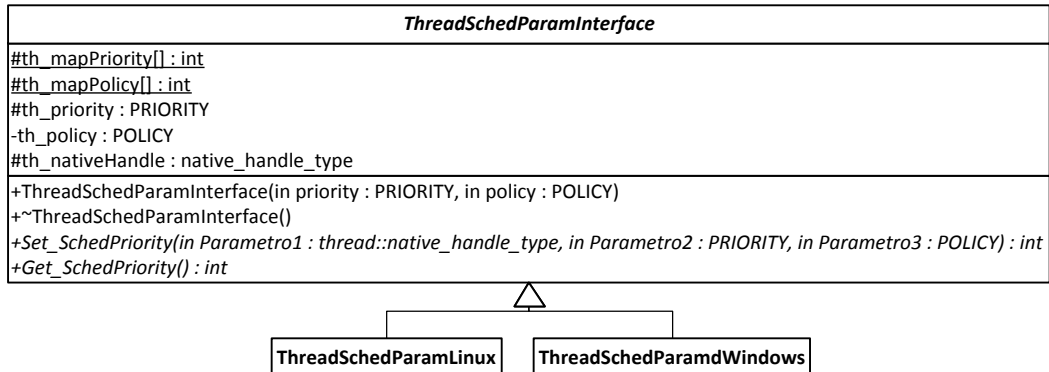 ThreadSchedParamInterface
#th_mapPriority[] : int
#th_mapPolicy[] : int
#th_priority : PRIORITY
-th_policy : POLICY
#th_nativeHandle : native_handle_type
+ThreadSchedParamInterface(in priority : PRIORITY, in policy : POLICY)
+~ThreadSchedParamInterface()
+Set_SchedPriority(in Parametro1 : thread::native_handle_type, in Parametro2 : PRIORITY, in Parametro3 : POLICY) : int
+Get_SchedPriority() : int
ThreadSchedParamLinux
ThreadSchedParamdWindows